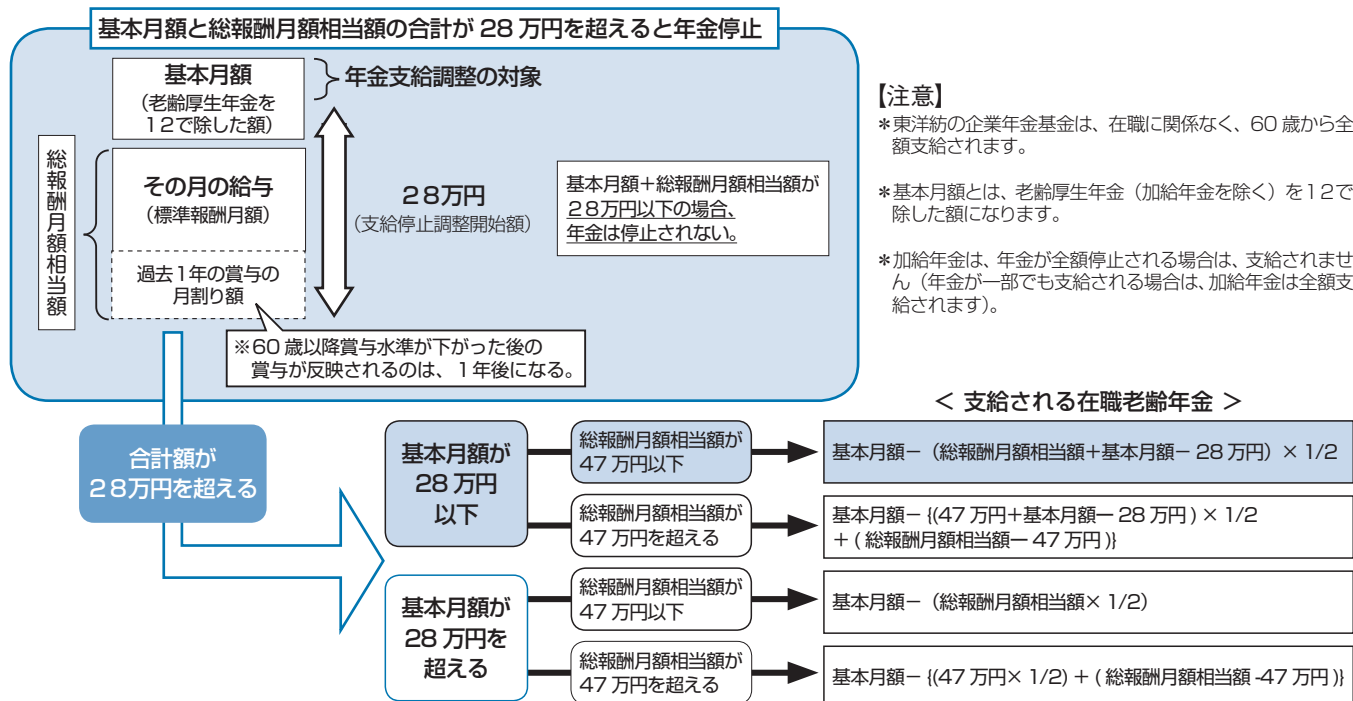 基本月額と総報酬月額相当額の合計が 28 万円を超えると年金停止
基本月額
(老齢厚生年金を
12で除した額)
年金支給調整の対象
総報酬月額相当額
その月の給与
(標準報酬月額)
過去1年の賞与の
月割り額
28万円
(支給停止調整開始額)
基本月額+総報酬月額相当額が
28万円以下の場合、
年金は停止されない。
※60 歳以降賞与水準が下がった後の
賞与が反映されるのは、1年後になる。
【注意】
*東洋紡の企業年金基金は、在職に関係なく、60 歳から全
額支給されます。
*基本月額とは、老齢厚生年金(加給年金を除く)を12で
除した額になります。
*加給年金は、年金が全額停止される場合は、支給されませ
ん(年金が一部でも支給される場合は、加給年金は全額支
給されます)。
合計額が
28万円を超える
< 支給される在職老齢年金 >
基本月額が
28 万円
以下
総報酬月額相当額が
47 万円以下
基本月額-(総報酬月額相当額+基本月額- 28 万円)× 1/2
総報酬月額相当額が
47 万円を超える
基本月額- {(47 万円+基本月額ー 28 万円 ) × 1/2
+ ( 総報酬月額相当額ー 47 万円 )}
基本月額が
28 万円を
超える
総報酬月額相当額が
47 万円以下
基本月額-(総報酬月額相当額× 1/2)
総報酬月額相当額が
47 万円を超える
基本月額- {(47 万円× 1/2) + ( 総報酬月額相当額 -47 万円 )}